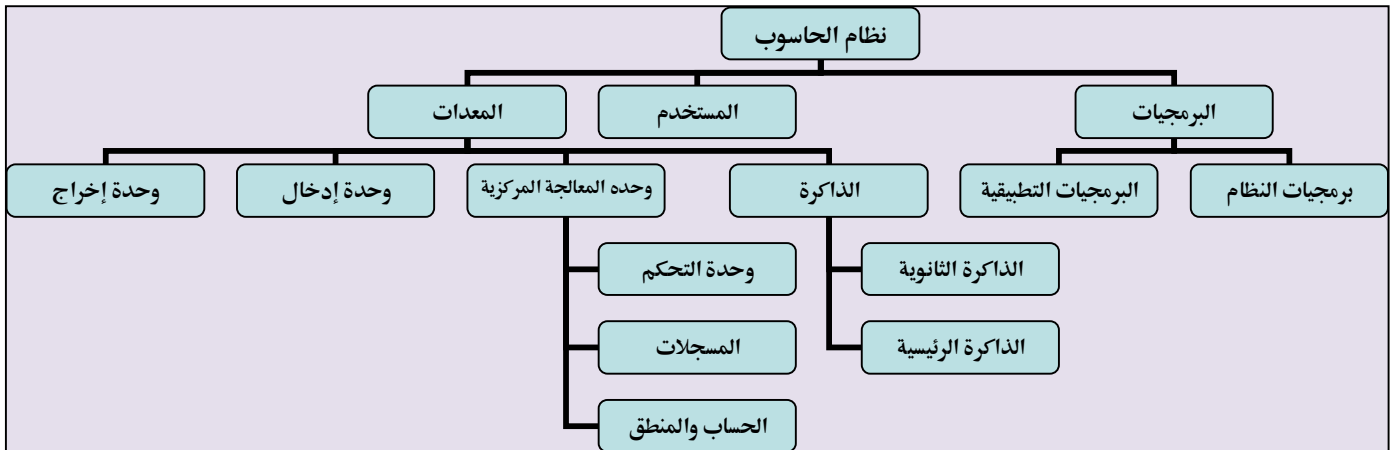 نظام الحاسوب
البرمجيات
المستخدم
المعدات
برمجيات النظام
البرمجيات التطبيقية
الذاكرة
وحده المعالجة المركزية
وحدة إدخال
وحدة إخراج
الذاكرة الثانوية
وحدة التحكم
الذاكرة الرئيسية
المسجلات
الحساب والمنطق